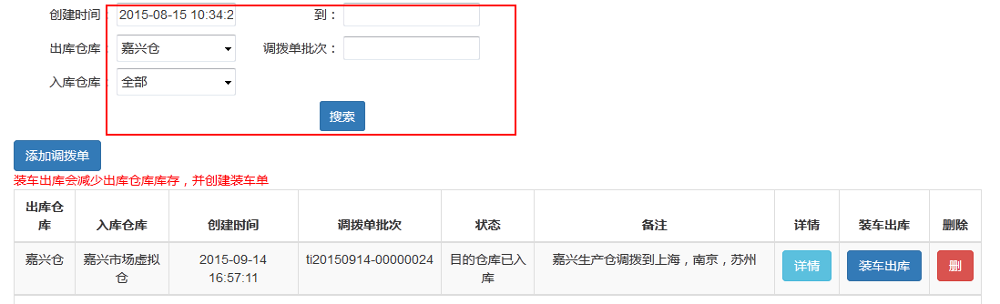 创建时间： 2015-08-15 10:34:2 到：
出库仓库： 嘉兴仓 调拨单批次：
入库仓库： 全部
搜索
添加调拨单
装车出库会减少出库仓库库存，并创建装车单
出库仓库 入库仓库 创建时间 调拨单批次 状态 备注 详情 装车出库 删除
嘉兴仓 嘉兴市场虚拟仓 2015-09-14 16:57:11 ti20150914-00000024 目的仓库已入库 嘉兴生产仓调拨到上海，南京，苏州 详情 装车出库 删